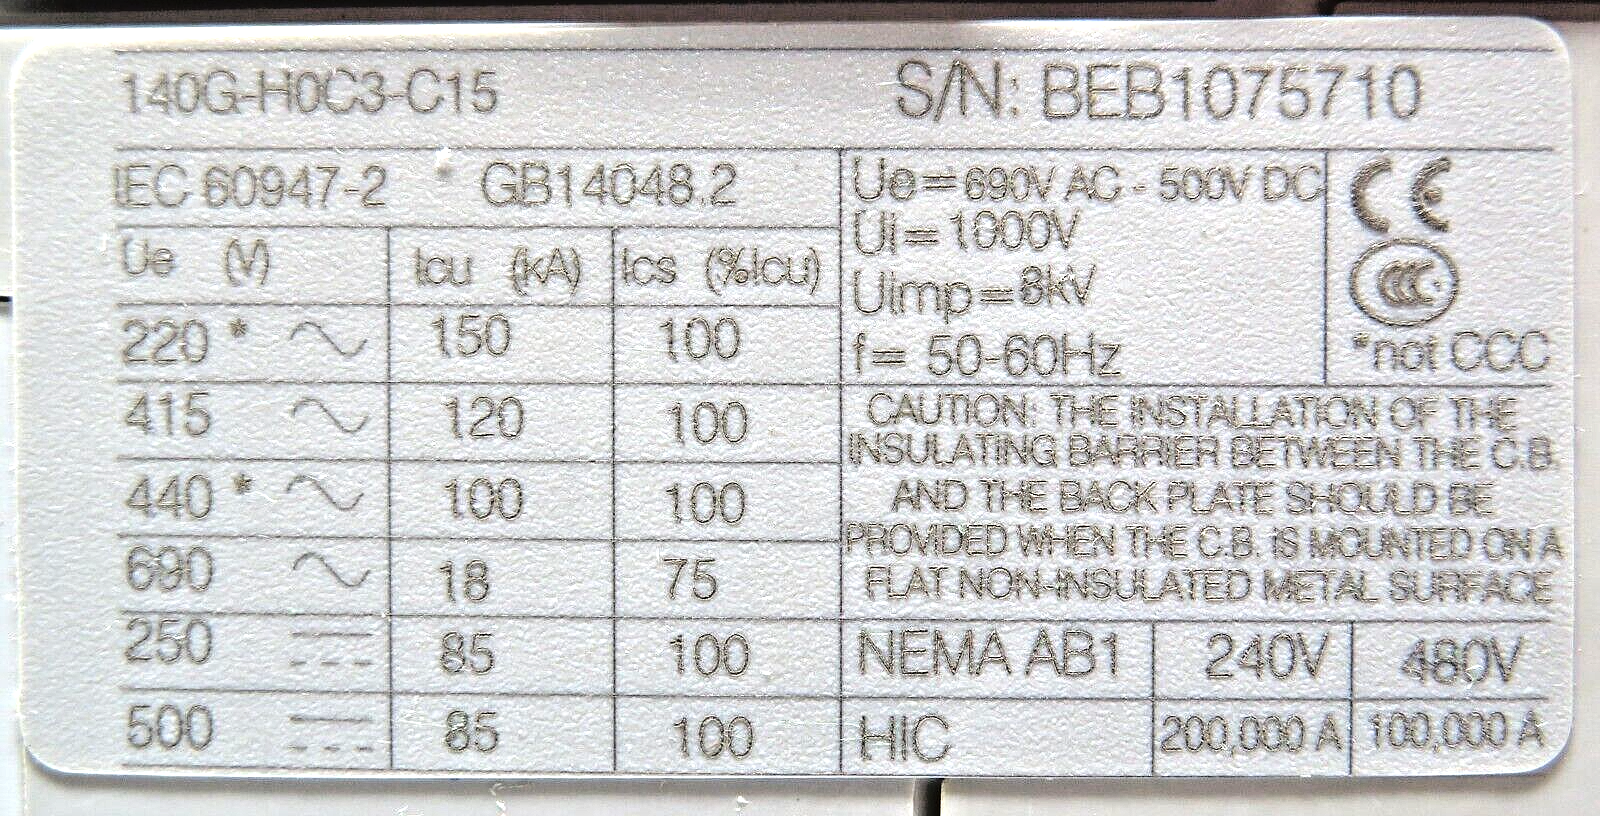 140G-H0C3-C15 S/N: BEB1075710
IEC 60947-2 GB14048.2
Ue (V) Icu (kA) Ics (%Icu)
220 * ~ 150 100
415 ~ 120 100
440 * ~ 100 100
690 ~ 18 75
250 ⎓ 85 100
500 ⎓ 85 100
Ue=690V AC - 500V DC
Ui=1000V
Uimp=8kV
f= 50-60Hz
CE
CCC
*not CCC
CAUTION: THE INSTALLATION OF THE
INSULATING BARRIER BETWEEN THE C.B.
AND THE BACK PLATE SHOULD BE
PROVIDED WHEN THE C.B. IS MOUNTED ON A
FLAT NON-INSULATED METAL SURFACE
NEMA AB1 240V 480V
HIC 200,000 A 100,000 A